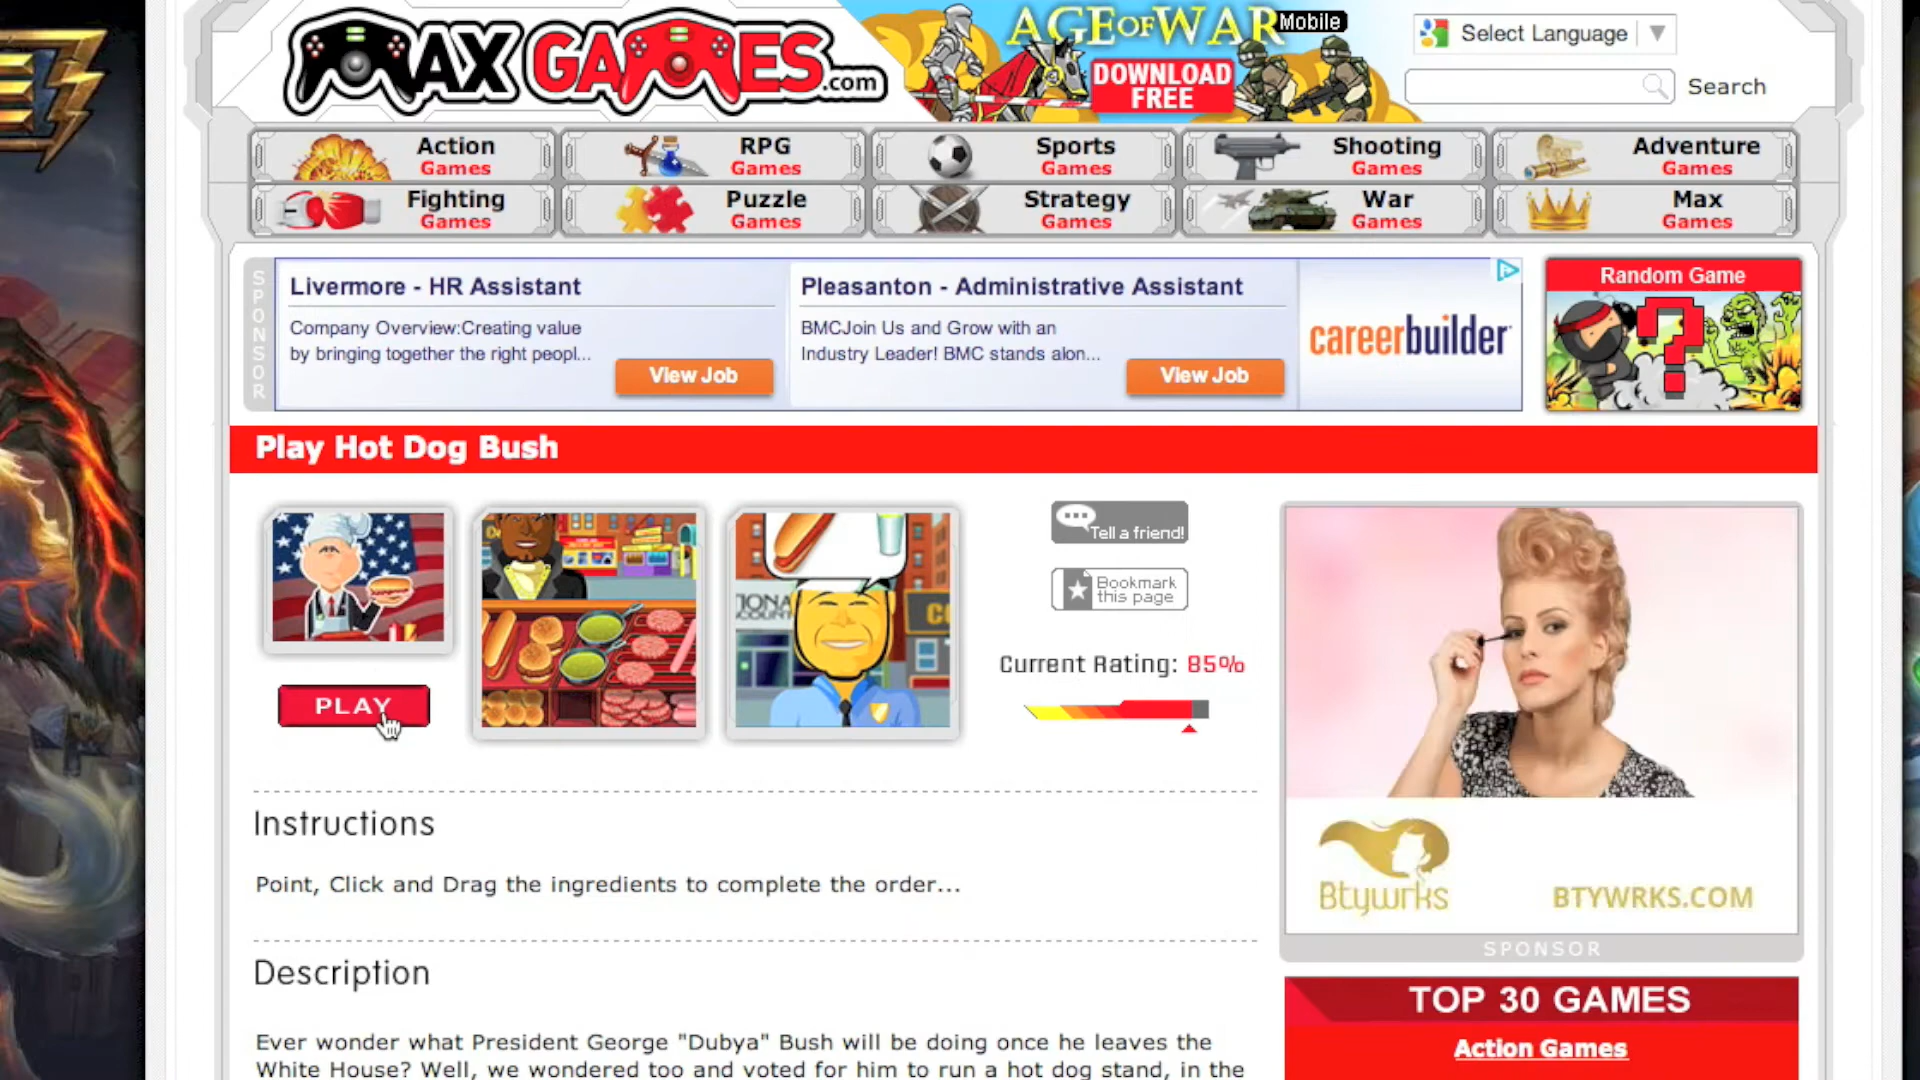 MAX GAMES.com
AGE OF WAR Mobile
DOWNLOAD
FREE
Select Language
Search
Action
Games
RPG
Games
Sports
Games
Shooting
Games
Adventure
Games
Fighting
Games
Puzzle
Games
Strategy
Games
War
Games
Max
Games
SPONSOR
Livermore - HR Assistant
Company Overview:Creating value
by bringing together the right peopl...
View Job
Pleasanton - Administrative Assistant
BMCJoin Us and Grow with an
Industry Leader! BMC stands alon...
View Job
careerbuilder
Random Game
?
Play Hot Dog Bush
PLAY
Tell a friend!
Bookmark
this page
Current Rating: 85%
Instructions
Point, Click and Drag the ingredients to complete the order...
Description
Ever wonder what President George "Dubya" Bush will be doing once he leaves the
White House? Well, we wondered too and voted for him to run a hot dog stand, in the
Btywrks
BTYWRKS.COM
SPONSOR
TOP 30 GAMES
Action Games